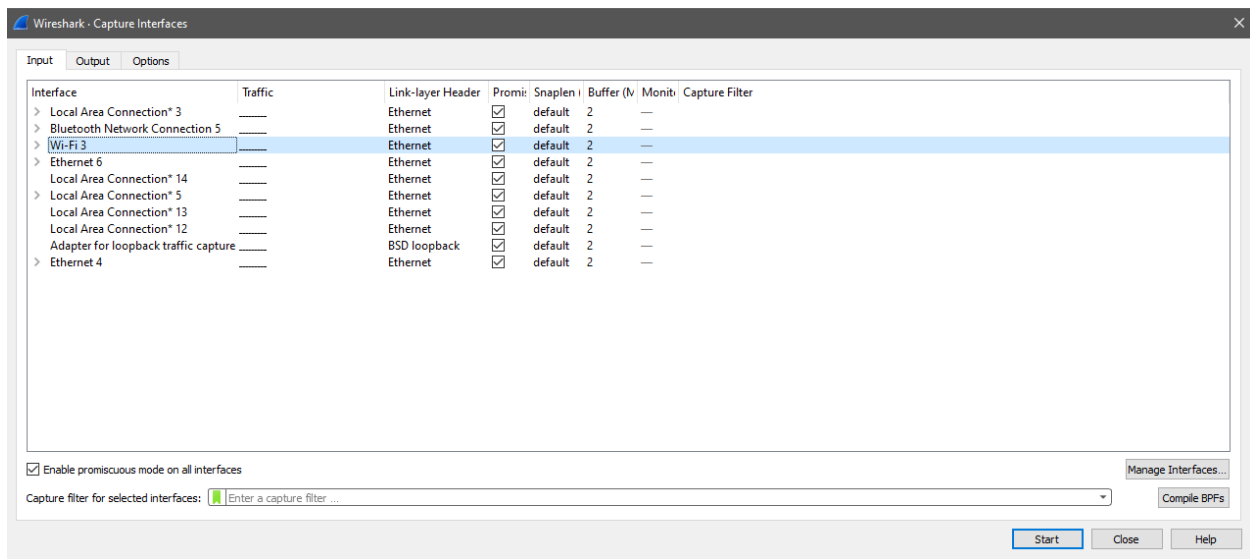 Wireshark · Capture Interfaces
Input Output Options
Interface Traffic Link-layer Header Promis Snaplen ( Buffer (M Monito Capture Filter
Local Area Connection* 3 Ethernet default 2 —
Bluetooth Network Connection 5 Ethernet default 2 —
Wi-Fi 3 Ethernet default 2 —
Ethernet 6 Ethernet default 2 —
Local Area Connection* 14 Ethernet default 2 —
Local Area Connection* 5 Ethernet default 2 —
Local Area Connection* 13 Ethernet default 2 —
Local Area Connection* 12 Ethernet default 2 —
Adapter for loopback traffic capture BSD loopback default 2 —
Ethernet 4 Ethernet default 2 —
Enable promiscuous mode on all interfaces Manage Interfaces...
Capture filter for selected interfaces: Enter a capture filter ... Compile BPFs
Start Close Help